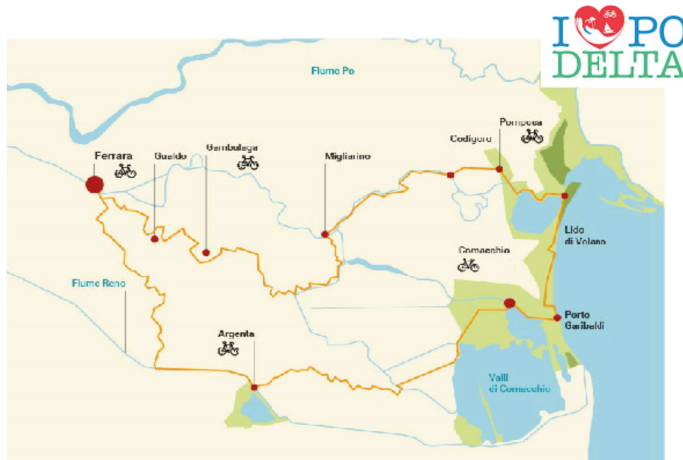 I PO
DELTA
Fiume Po
Pomposa
Codigoro
Gambulaga
Ferrara
Gualdo
Migliarino
Lido
di Volano
Comacchio
Fiume Reno
Porto
Garibaldi
Argenta
Valli
di Comacchio